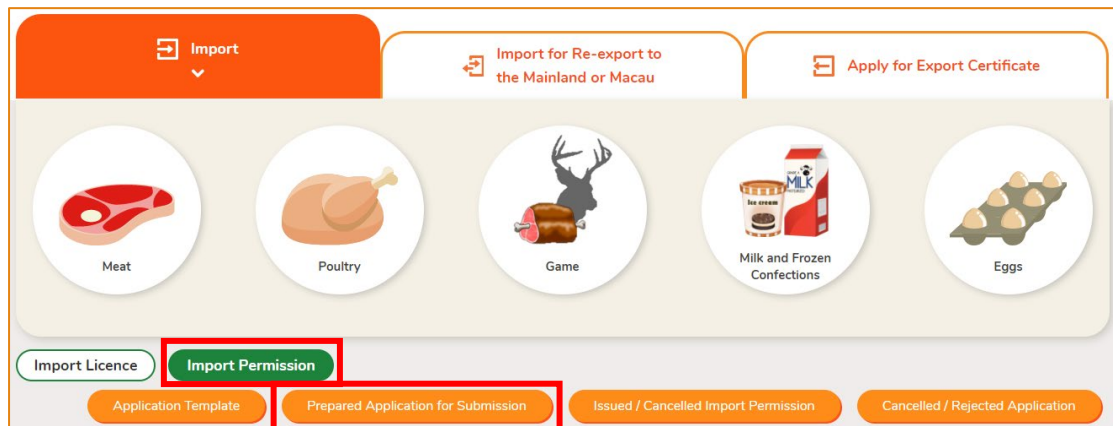 Import
Import for Re-export to
the Mainland or Macau
Apply for Export Certificate
Ice cream
MILK
Meat
Poultry
Game
Milk and Frozen
Confections
Eggs
Import Licence
Import Permission
Application Template
Prepared Application for Submission
Issued / Cancelled Import Permission
Cancelled / Rejected Application